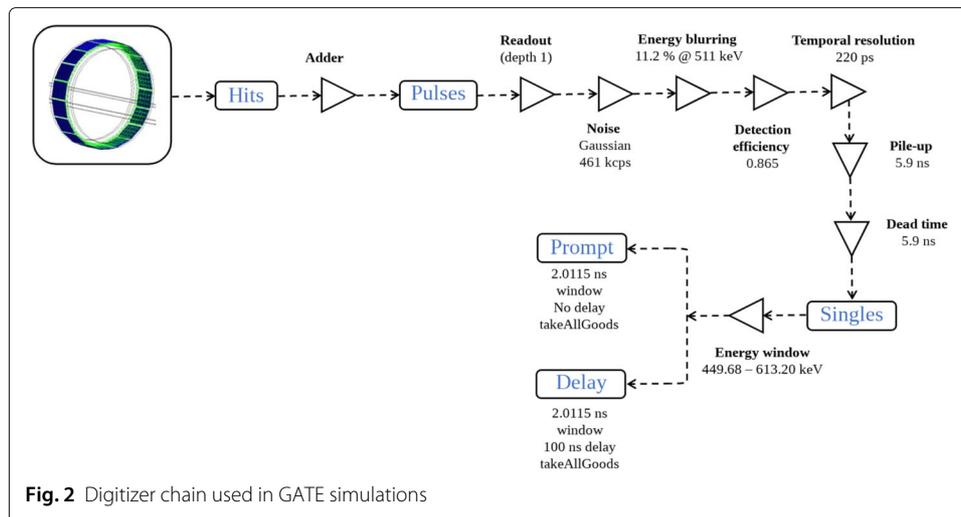 Adder
Hits
Pulses
Readout
(depth 1)
Noise
Gaussian
461 kcps
Energy blurring
11.2 % @ 511 keV
Detection
efficiency
0.865
Temporal resolution
220 ps
Pile-up
5.9 ns
Dead time
5.9 ns
Singles
Energy window
449.68 – 613.20 keV
Prompt
2.0115 ns
window
No delay
takeAllGoods
Delay
2.0115 ns
window
100 ns delay
takeAllGoods
Fig. 2 Digitizer chain used in GATE simulations